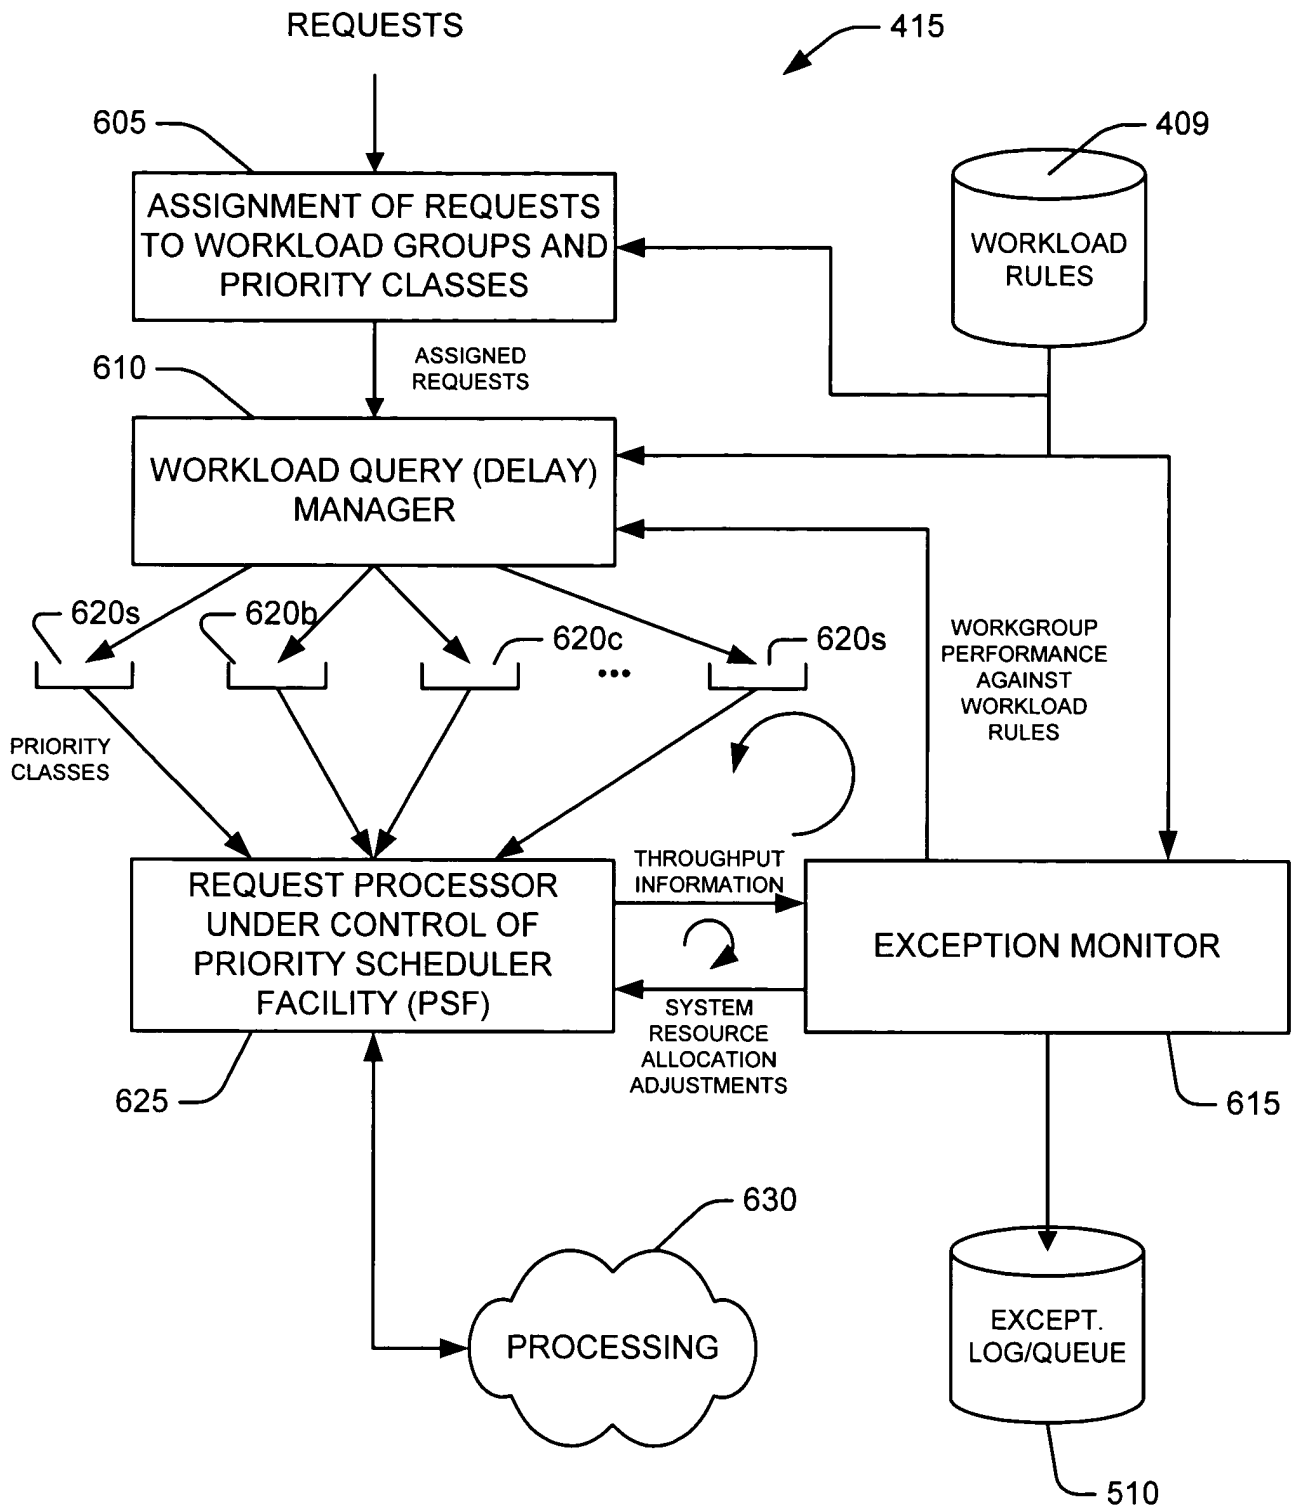 REQUESTS
415
605
409
ASSIGNMENT OF REQUESTS
TO WORKLOAD GROUPS AND
PRIORITY CLASSES
WORKLOAD
RULES
ASSIGNED
REQUESTS
610
WORKLOAD QUERY (DELAY)
MANAGER
620s
620b
620c
620s
...
WORKGROUP
PERFORMANCE
AGAINST
WORKLOAD
RULES
PRIORITY
CLASSES
THROUGHPUT
INFORMATION
REQUEST PROCESSOR
UNDER CONTROL OF
PRIORITY SCHEDULER
FACILITY (PSF)
EXCEPTION MONITOR
SYSTEM
RESOURCE
ALLOCATION
ADJUSTMENTS
625
615
630
PROCESSING
EXCEPT.
LOG/QUEUE
510